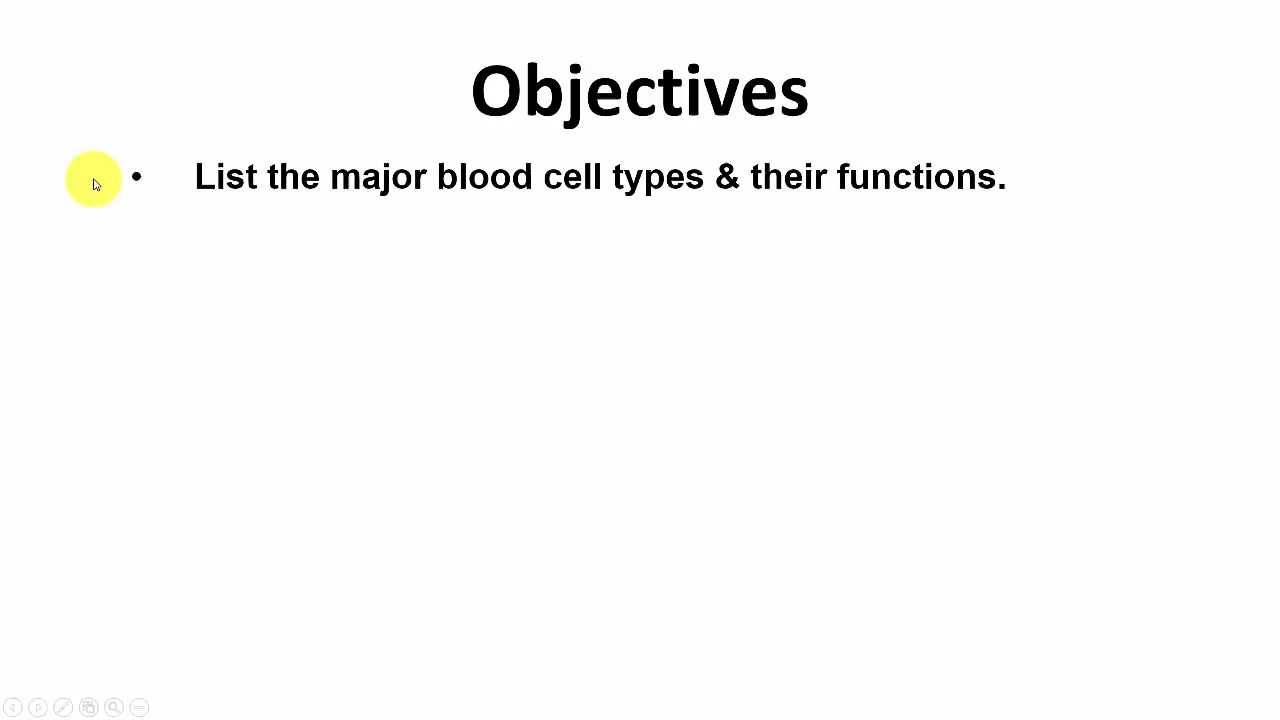 Objectives
• List the major blood cell types & their functions.